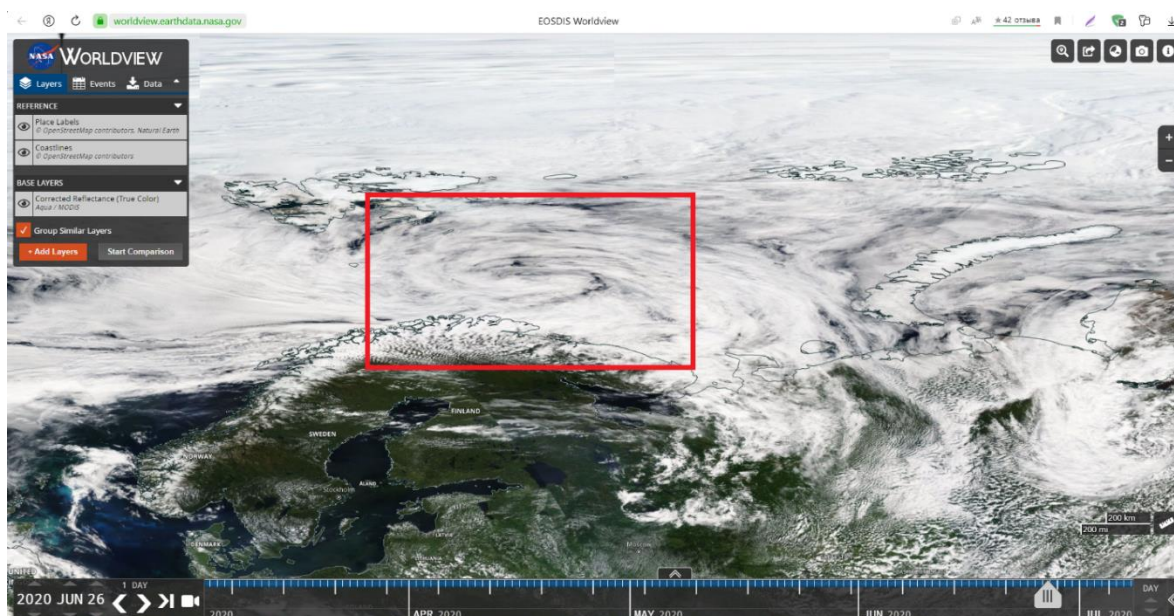 worldview.earthdata.nasa.gov
EOSDIS Worldview
★ 42 отзыва
NASA WORLDVIEW
Layers Events Data
REFERENCE
Place Labels
© OpenStreetMap contributors, Natural Earth
Coastlines
© OpenStreetMap contributors
BASE LAYERS
Corrected Reflectance (True Color)
Aqua / MODIS
Group Similar Layers
+ Add Layers Start Comparison
FINLAND
SWEDEN
NORWAY
ALAND
Stockholm
LATVIA
DENMARK
Moscow
UNITED
200 km
200 mi
1 DAY
2020 JUN 26
2020 APR 2020 MAY 2020 JUN 2020 JUL 2020
DAY